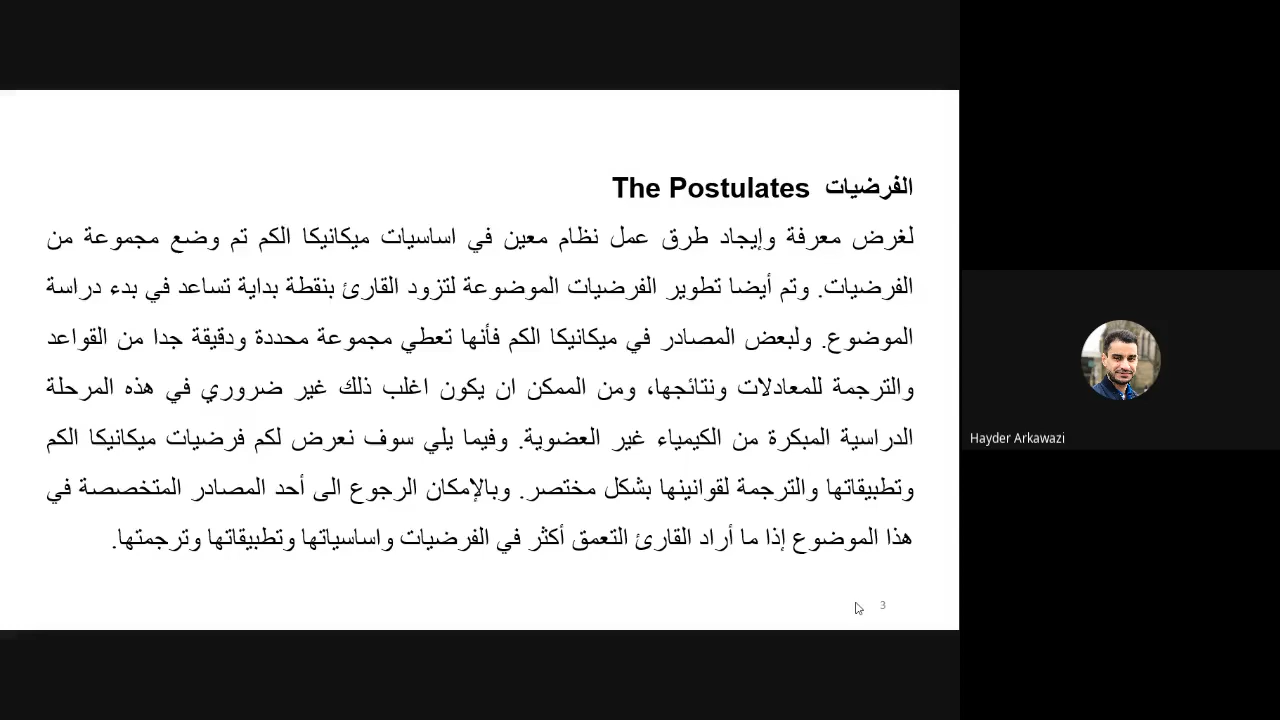 الفرضيات The Postulates
لغرض معرفة وإيجاد طرق عمل نظام معين في اساسيات ميكانيكا الكم تم وضع مجموعة من
الفرضيات. وتم أيضا تطوير الفرضيات الموضوعة لتزود القارئ بنقطة بداية تساعد في بدء دراسة
الموضوع. ولبعض المصادر في ميكانيكا الكم فأنها تعطي مجموعة محددة ودقيقة جدا من القواعد
والترجمة للمعادلات ونتائجها، ومن الممكن ان يكون اغلب ذلك غير ضروري في هذه المرحلة
الدراسية المبكرة من الكيمياء غير العضوية. وفيما يلي سوف نعرض لكم فرضيات ميكانيكا الكم
وتطبيقاتها والترجمة لقوانينها بشكل مختصر. وبالإمكان الرجوع الى أحد المصادر المتخصصة في
هذا الموضوع إذا ما أراد القارئ التعمق أكثر في الفرضيات واساسياتها وتطبيقاتها وترجمتها.
3
Hayder Arkawazi